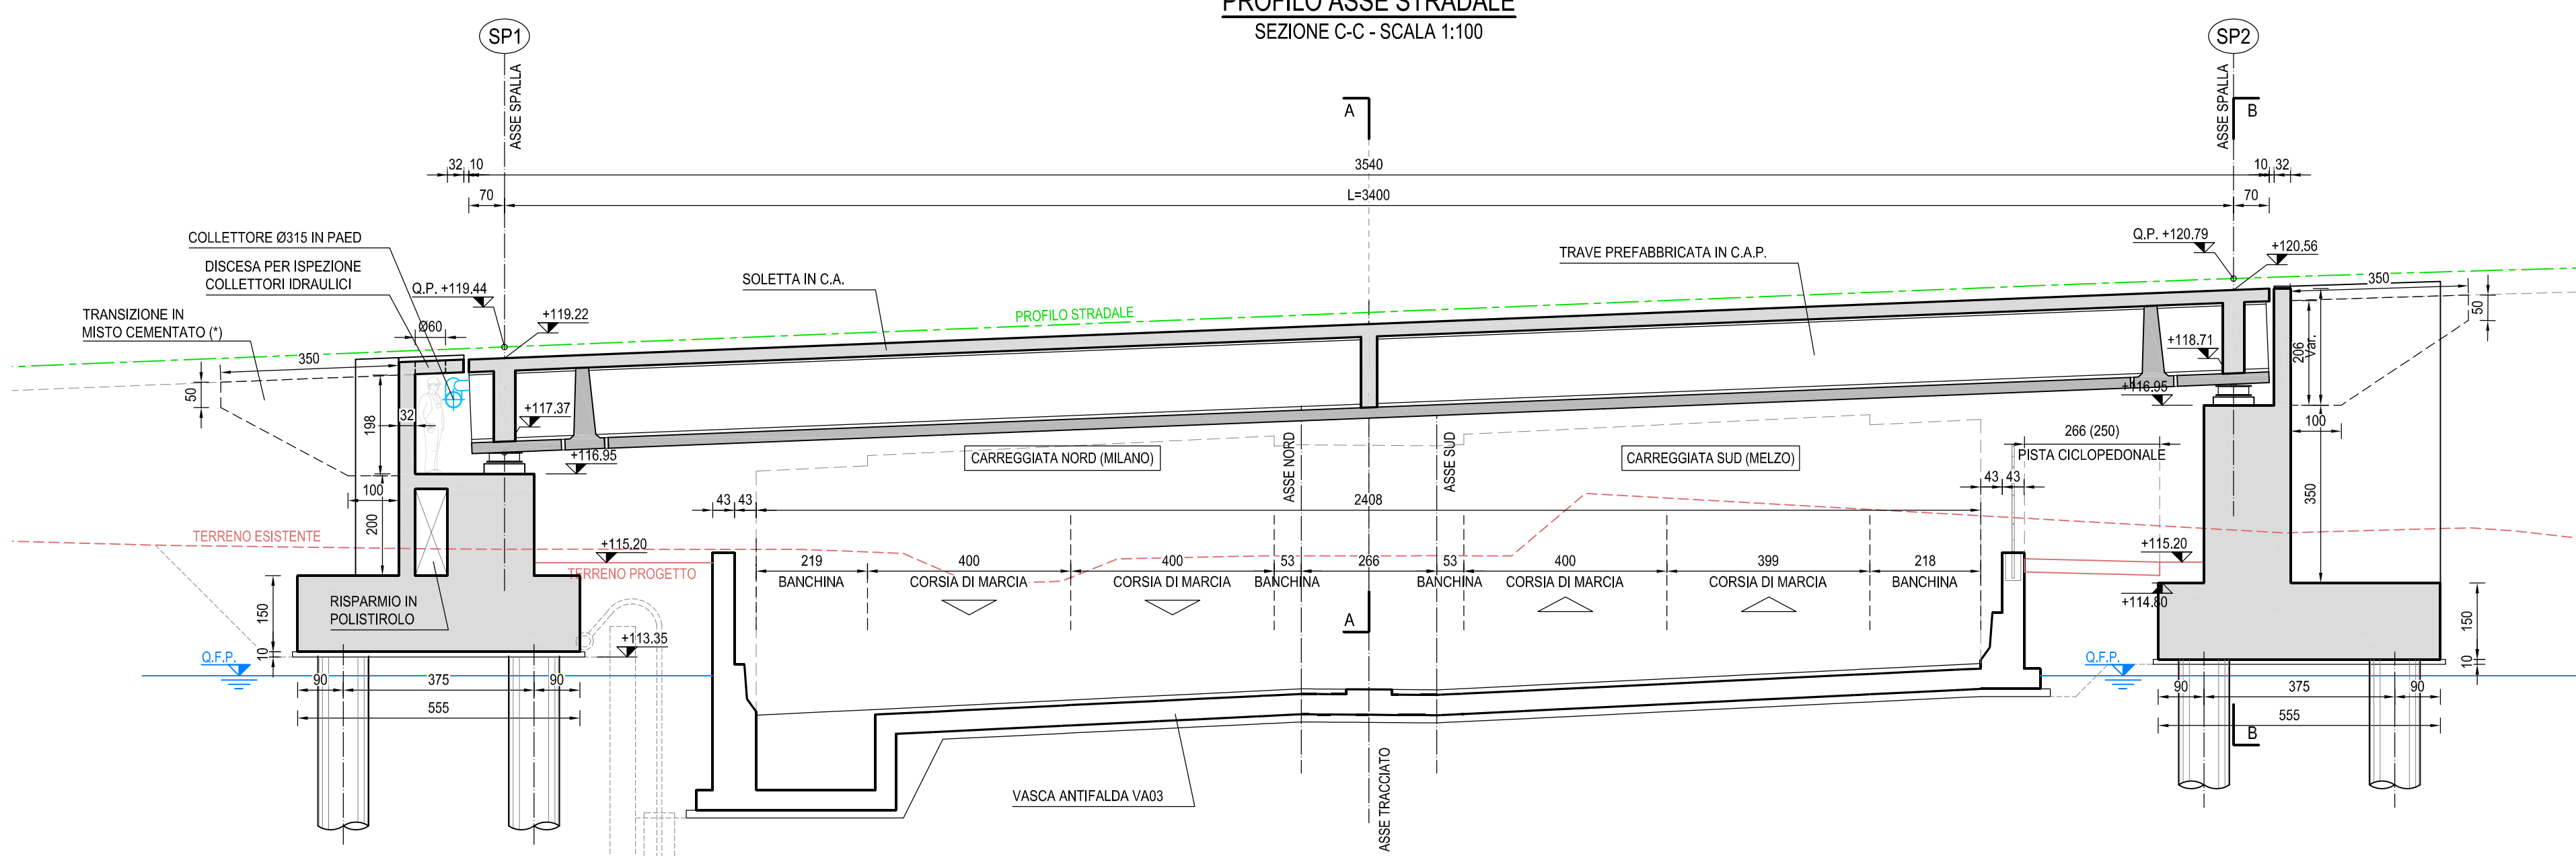 PROFILO ASSE STRADALE
SEZIONE C-C - SCALA 1:100
SP1
SP2
ASSE SPALLA
ASSE SPALLA
A
B
32 10
3540
10 32
70
L=3400
70
COLLETTORE Ø315 IN PAED
DISCESA PER ISPEZIONE
COLLETTORI IDRAULICI
Q.P. +119.44
SOLETTA IN C.A.
TRAVE PREFABBRICATA IN C.A.P.
Q.P. +120.79
+120.56
TRANSIZIONE IN
MISTO CEMENTATO (*)
Ø60
+119.22
PROFILO STRADALE
350
350
50
50
198
32
+117.37
+118.71
206
Var.
+116.95
+116.95
100
100
200
350
CARREGGIATA NORD (MILANO)
ASSE NORD
ASSE SUD
CARREGGIATA SUD (MELZO)
266 (250)
PISTA CICLOPEDONALE
43 43
2408
43 43
TERRENO ESISTENTE
+115.20
TERRENO PROGETTO
+115.20
219
400
400
53
266
53
400
399
218
BANCHINA
CORSIA DI MARCIA
CORSIA DI MARCIA
BANCHINA
BANCHINA
CORSIA DI MARCIA
CORSIA DI MARCIA
BANCHINA
+114.80
RISPARMIO IN
POLISTIROLO
150
10
150
10
A
+113.35
Q.F.P.
Q.F.P.
90
375
90
555
90
375
90
555
B
VASCA ANTIFALDA VA03
ASSE TRACCIATO